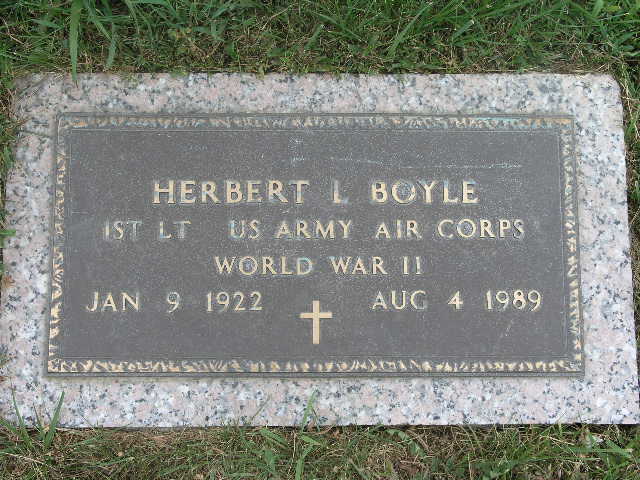 HERBERT L BOYLE
1ST LT US ARMY AIR CORPS
WORLD WAR II
JAN 9 1922 AUG 4 1989